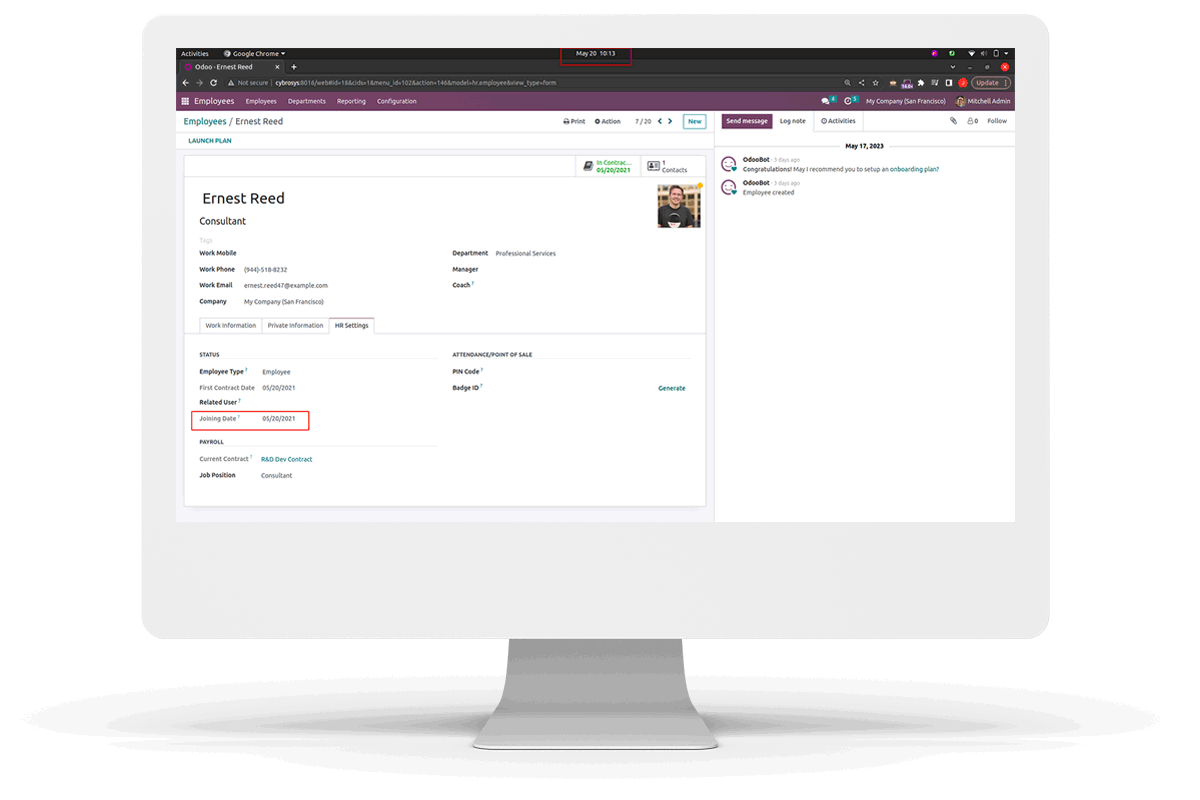 Activities Google Chrome May 20 10:13
Odoo - Ernest Reed
Not secure cybrosys:8016/web#id=18&cids=1&menu_id=102&action=146&model=hr.employee&view_type=form Update
Employees Employees Departments Reporting Configuration 4 5 My Company (San Francisco) Mitchell Admin
Employees / Ernest Reed Print Action 7 / 20 New Send message Log note Activities 0 Follow
LAUNCH PLAN
May 17, 2023
In Contrac...
05/20/2021
1
Contacts
OdooBot - 3 days ago
Congratulations! May I recommend you to setup an onboarding plan?
OdooBot - 3 days ago
Employee created
Ernest Reed
Consultant
Tags
Work Mobile
Work Phone (944)-518-8232
Work Email ernest.reed47@example.com
Company My Company (San Francisco)
Department Professional Services
Manager
Coach ?
Work Information Private Information HR Settings
STATUS
Employee Type ? Employee
First Contract Date 05/20/2021
Related User ?
Joining Date ? 05/20/2021
ATTENDANCE/POINT OF SALE
PIN Code ?
Badge ID ? Generate
PAYROLL
Current Contract ? R&D Dev Contract
Job Position Consultant